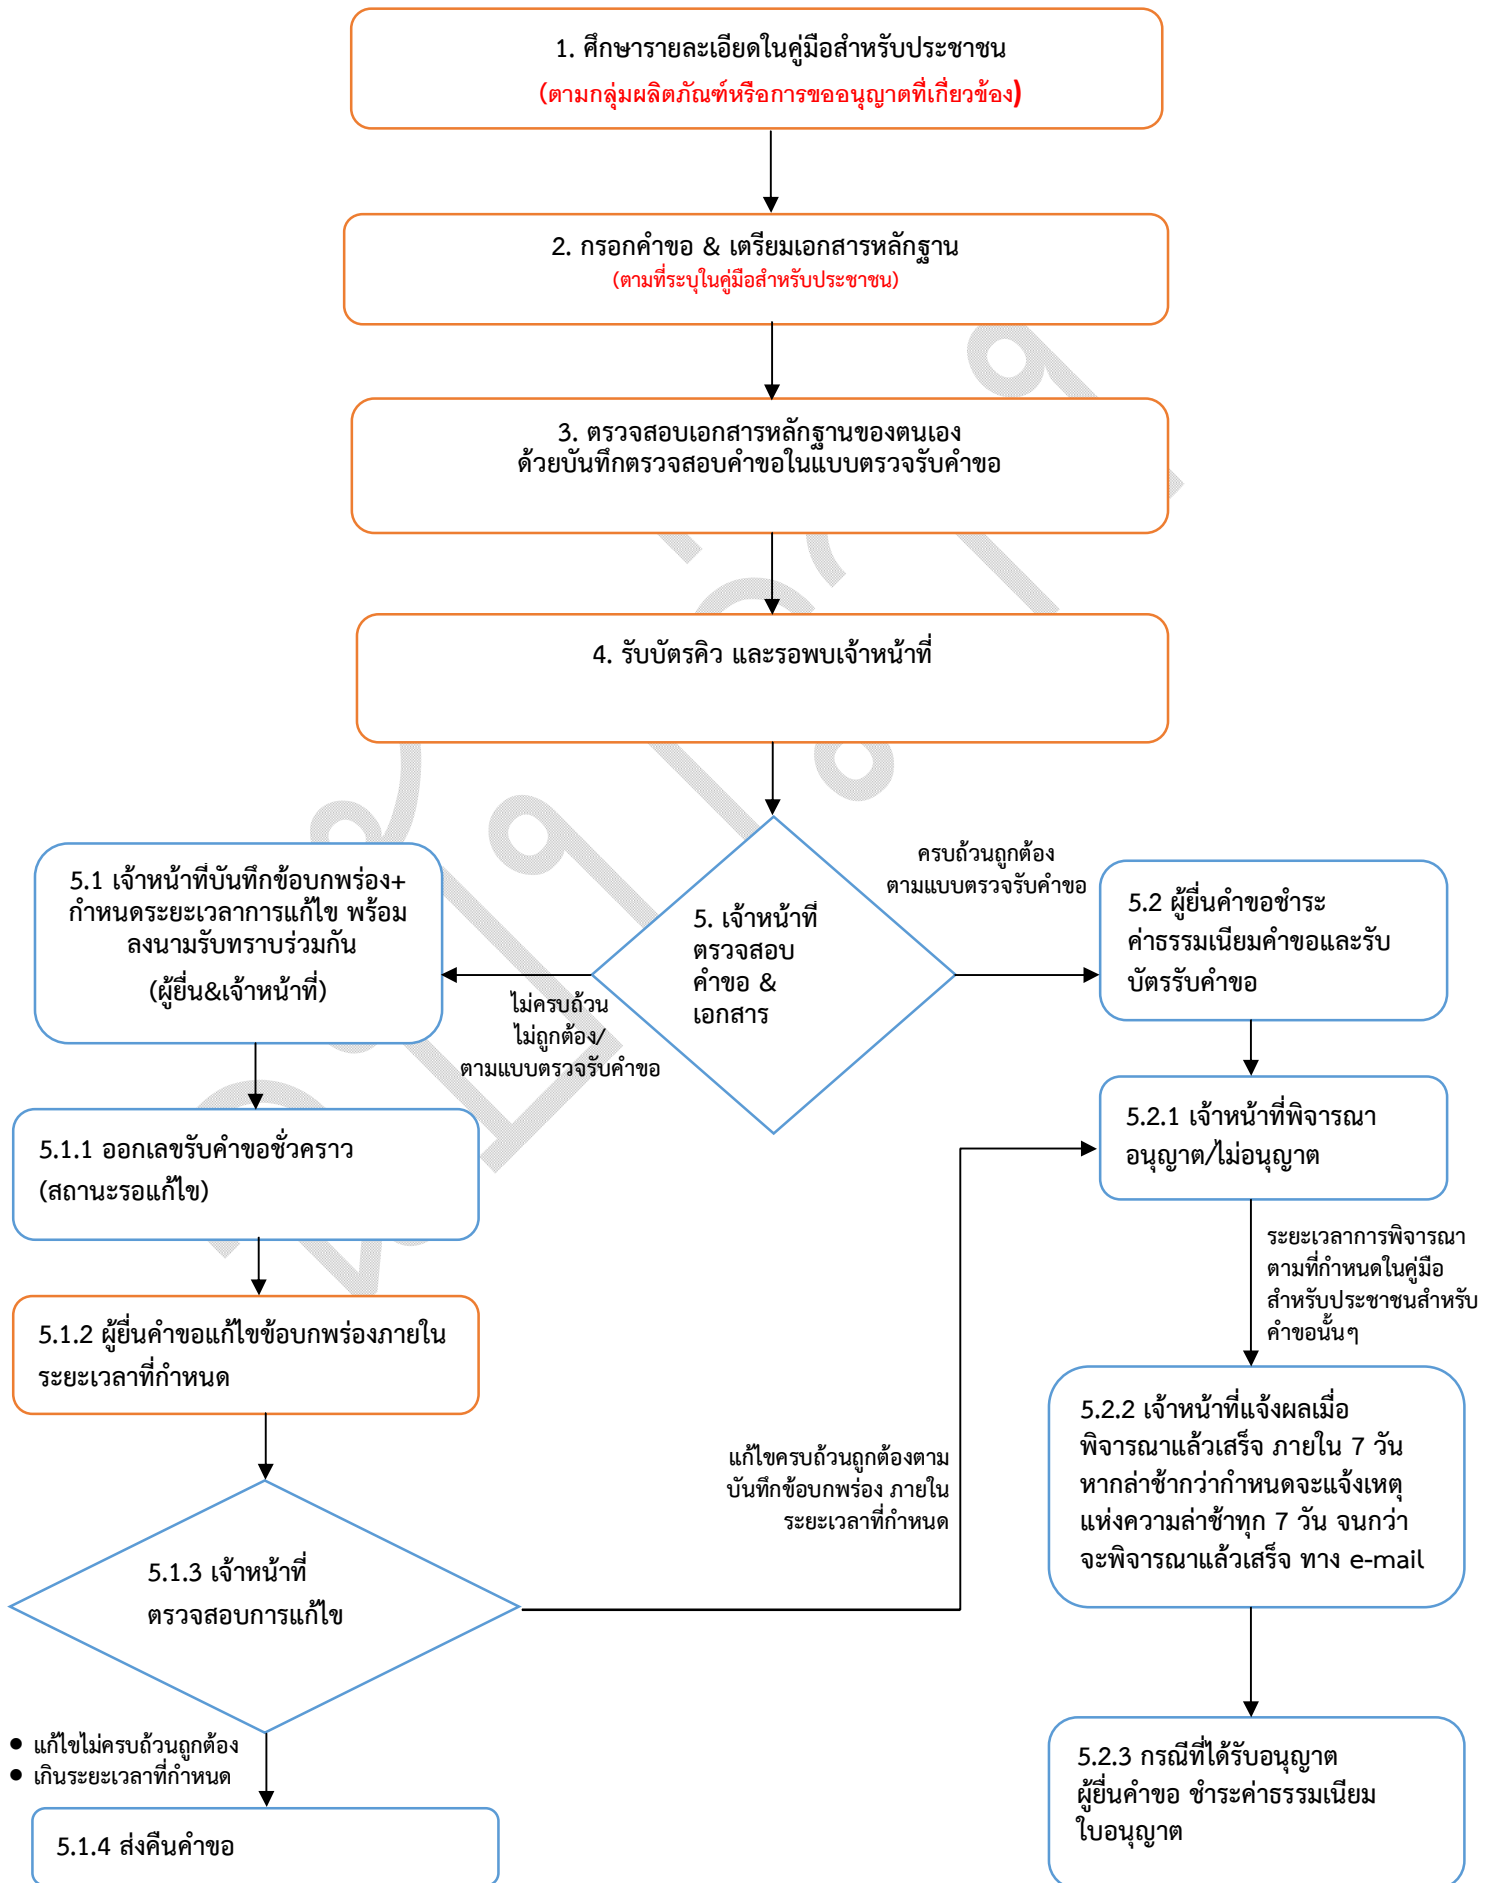 1. ศึกษารายละเอียดในคู่มือสำหรับประชาชน
(ตามกลุ่มผลิตภัณฑ์หรือการขออนุญาตที่เกี่ยวข้อง)
2. กรอกคำขอ & เตรียมเอกสารหลักฐาน
(ตามที่ระบุในคู่มือสำหรับประชาชน)
3. ตรวจสอบเอกสารหลักฐานของตนเอง
ด้วยบันทึกตรวจสอบคำขอในแบบตรวจรับคำขอ
4. รับบัตรคิว และรอพบเจ้าหน้าที่
5. เจ้าหน้าที่
ตรวจสอบ
คำขอ &
เอกสาร
ไม่ครบถ้วน
ไม่ถูกต้อง/
ตามแบบตรวจรับคำขอ
ครบถ้วนถูกต้อง
ตามแบบตรวจรับคำขอ
5.1 เจ้าหน้าที่บันทึกข้อบกพร่อง+
กำหนดระยะเวลาการแก้ไข พร้อม
ลงนามรับทราบร่วมกัน
(ผู้ยื่น&เจ้าหน้าที่)
5.1.1 ออกเลขรับคำขอชั่วคราว
(สถานะรอแก้ไข)
5.1.2 ผู้ยื่นคำขอแก้ไขข้อบกพร่องภายใน
ระยะเวลาที่กำหนด
5.1.3 เจ้าหน้าที่
ตรวจสอบการแก้ไข
● แก้ไขไม่ครบถ้วนถูกต้อง
● เกินระยะเวลาที่กำหนด
5.1.4 ส่งคืนคำขอ
แก้ไขครบถ้วนถูกต้องตาม
บันทึกข้อบกพร่อง ภายใน
ระยะเวลาที่กำหนด
5.2 ผู้ยื่นคำขอชำระ
ค่าธรรมเนียมคำขอและรับ
บัตรรับคำขอ
5.2.1 เจ้าหน้าที่พิจารณา
อนุญาต/ไม่อนุญาต
ระยะเวลาการพิจารณา
ตามที่กำหนดในคู่มือ
สำหรับประชาชนสำหรับ
คำขอนั้นๆ
5.2.2 เจ้าหน้าที่แจ้งผลเมื่อ
พิจารณาแล้วเสร็จ ภายใน 7 วัน
หากล่าช้ากว่ากำหนดจะแจ้งเหตุ
แห่งความล่าช้าทุก 7 วัน จนกว่า
จะพิจารณาแล้วเสร็จ ทาง e-mail
5.2.3 กรณีที่ได้รับอนุญาต
ผู้ยื่นคำขอ ชำระค่าธรรมเนียม
ใบอนุญาต